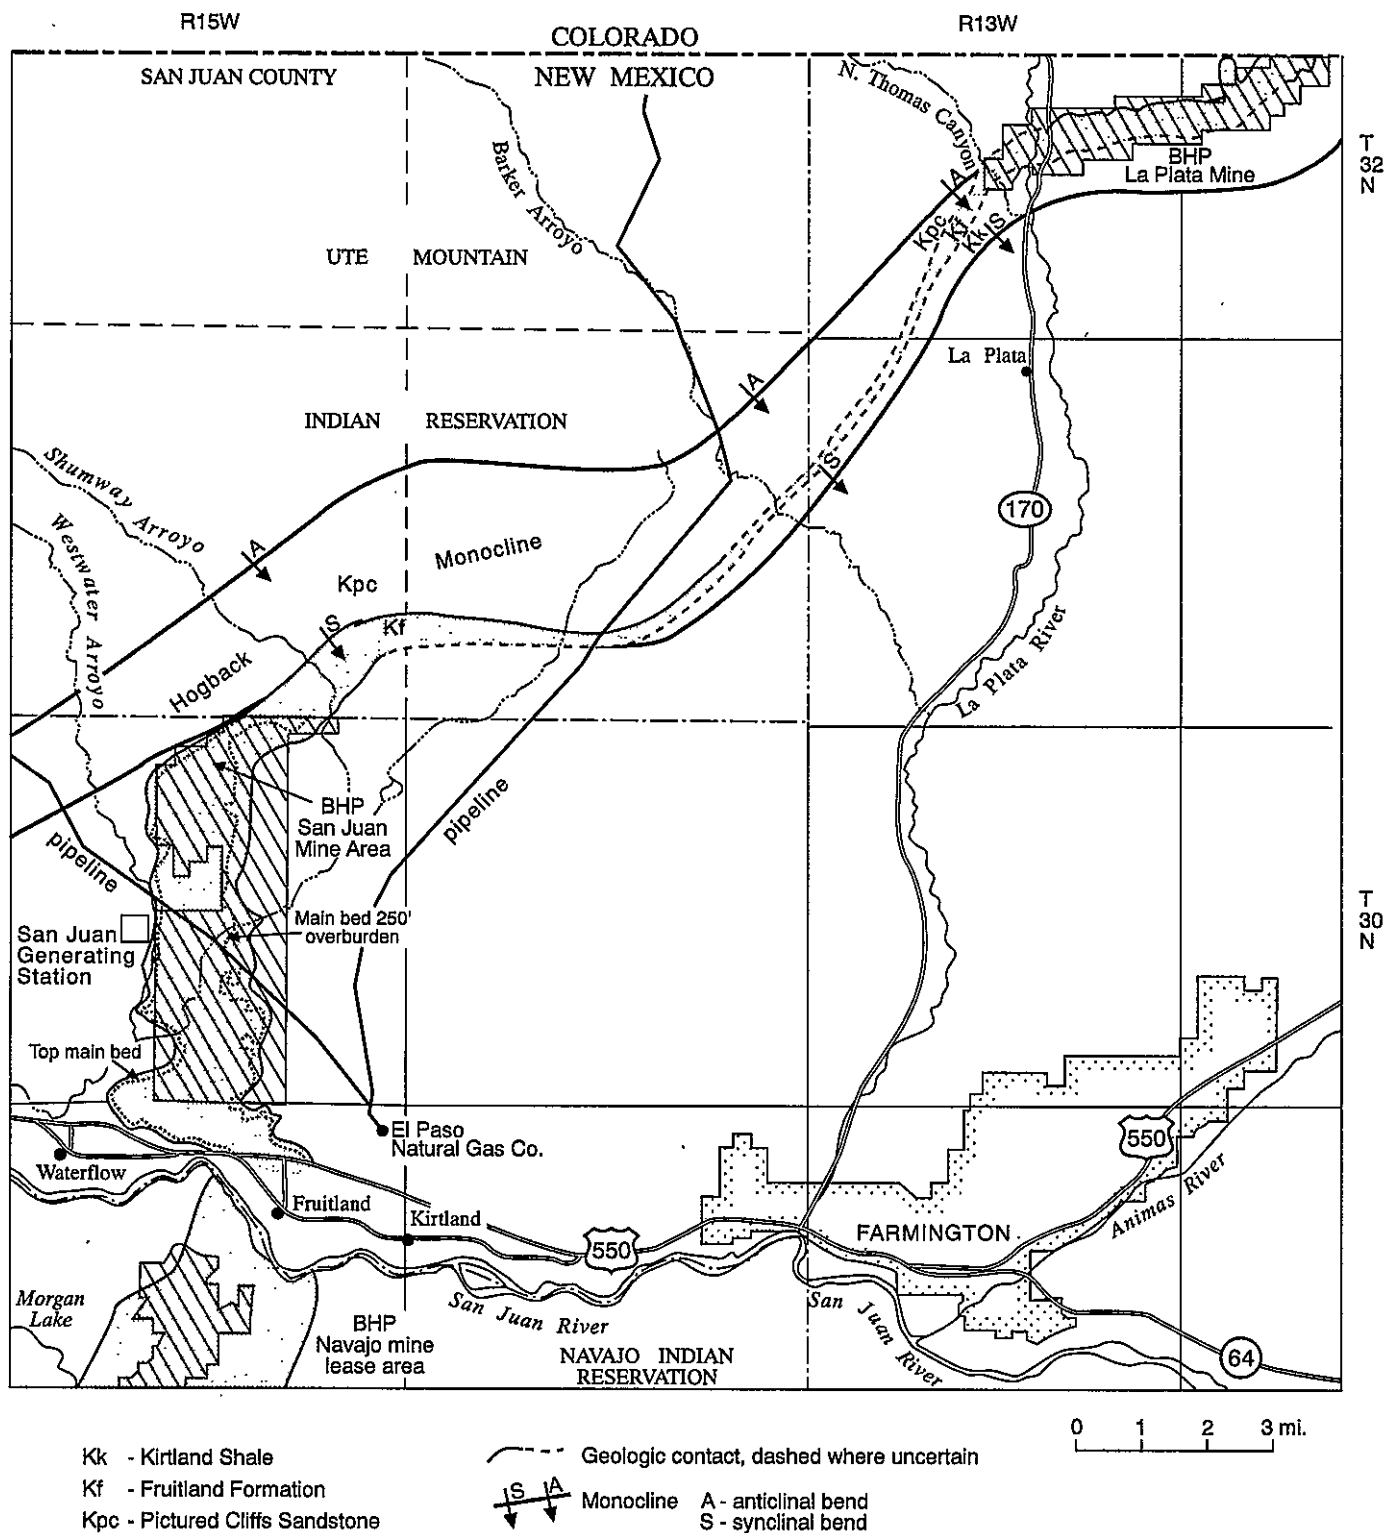 R15W
R13W
COLORADO
SAN JUAN COUNTY
NEW MEXICO
N. Thomas Canyon
Barker Arroyo
T
32
N
BHP
La Plata Mine
A
Kpc
Kf
Kk
S
UTE MOUNTAIN
La Plata
A
INDIAN RESERVATION
Shumway Arroyo
S
Westwater Arroyo
170
A
Monocline
Kpc
S
Kf
La Plata River
Hogback
BHP
San Juan
Mine Area
pipeline
pipeline
Main bed 250'
overburden
San Juan
Generating
Station
T
30
N
Top main bed
El Paso
Natural Gas Co.
550
Waterflow
Animas River
Fruitland
Kirtland
FARMINGTON
550
Morgan
Lake
San Juan River
San Juan River
BHP
Navajo mine
lease area
NAVAJO INDIAN
RESERVATION
64
0 1 2 3 mi.
Kk - Kirtland Shale
Kf - Fruitland Formation
Kpc - Pictured Cliffs Sandstone
Geologic contact, dashed where uncertain
S A
Monocline A - anticlinal bend
S - synclinal bend